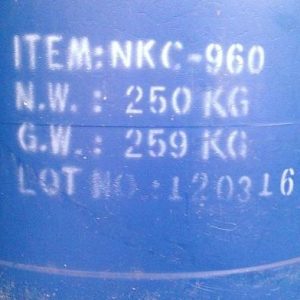 ITEM:NKC-960
N.W.: 250 KG
G.W.: 259 KG
LOT NO.:120316